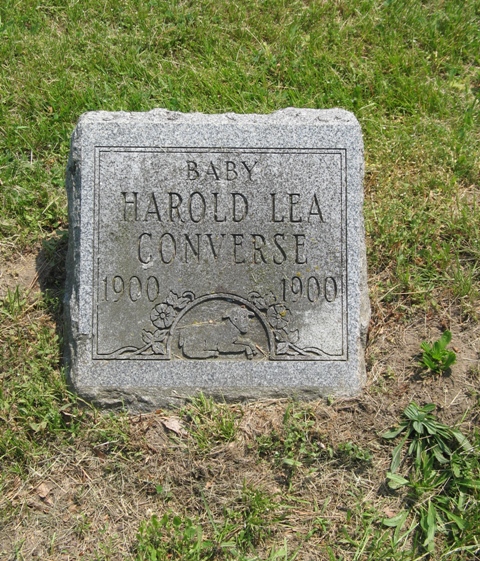 BABY
HAROLD LEA
CONVERSE
1900 1900